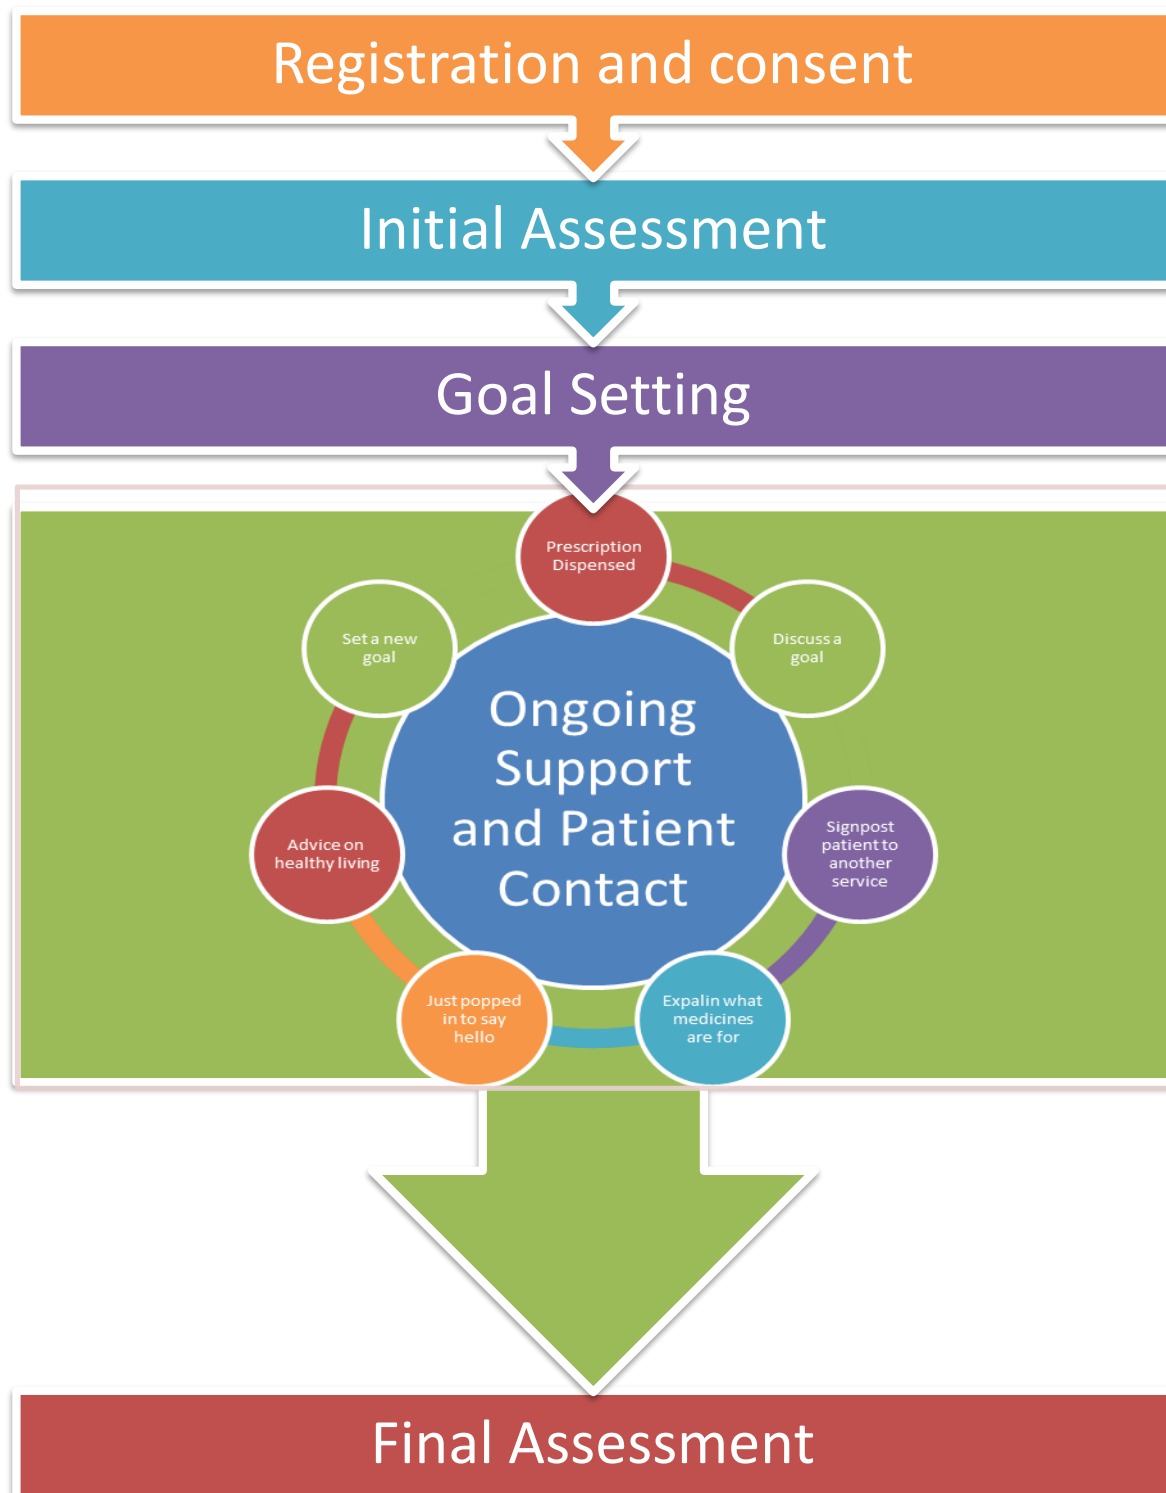 Registration and consent
Initial Assessment
Goal Setting
Prescription
Dispensed
Discuss a
goal
Signpost
patient to
another
service
Expalin what
medicines
are for
Just popped
in to say
hello
Advice on
healthy living
Set a new
goal
Ongoing
Support
and Patient
Contact
Final Assessment